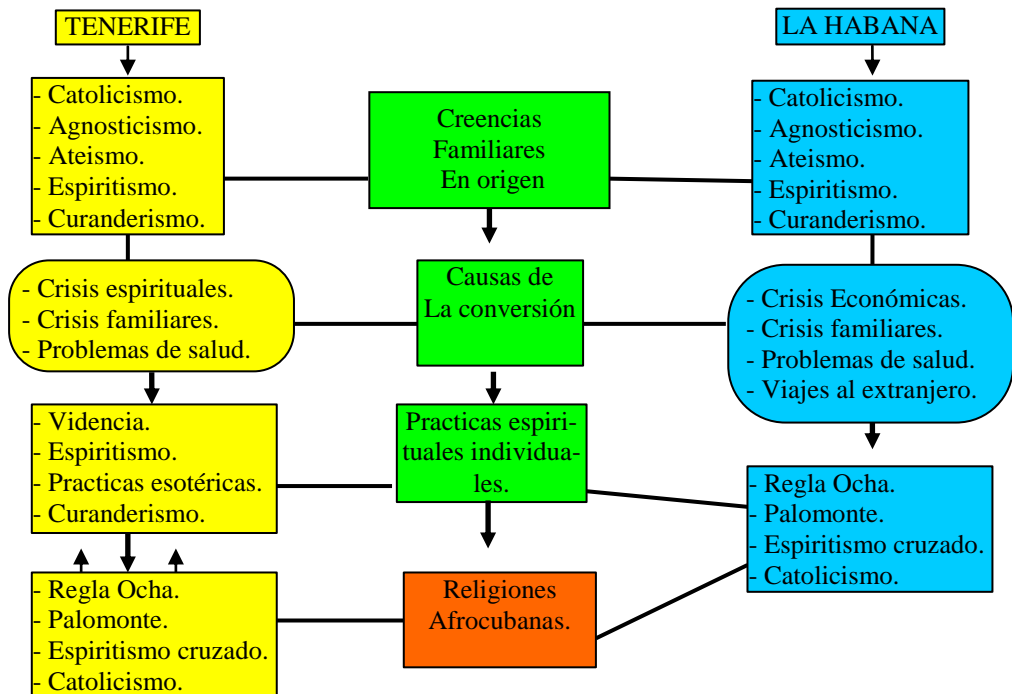 TENERIFE
LA HABANA
- Catolicismo.
- Agnosticismo.
- Ateismo.
- Espiritismo.
- Curanderismo.
Creencias
Familiares
En origen
- Catolicismo.
- Agnosticismo.
- Ateismo.
- Espiritismo.
- Curanderismo.
- Crisis espirituales.
- Crisis familiares.
- Problemas de salud.
Causas de
La conversión
- Crisis Económicas.
- Crisis familiares.
- Problemas de salud.
- Viajes al extranjero.
- Videncia.
- Espiritismo.
- Practicas esotéricas.
- Curanderismo.
Practicas espiri-
tuales individua-
les.
- Regla Ocha.
- Palomonte.
- Espiritismo cruzado.
- Catolicismo.
- Regla Ocha.
- Palomonte.
- Espiritismo cruzado.
- Catolicismo.
Religiones
Afrocubanas.